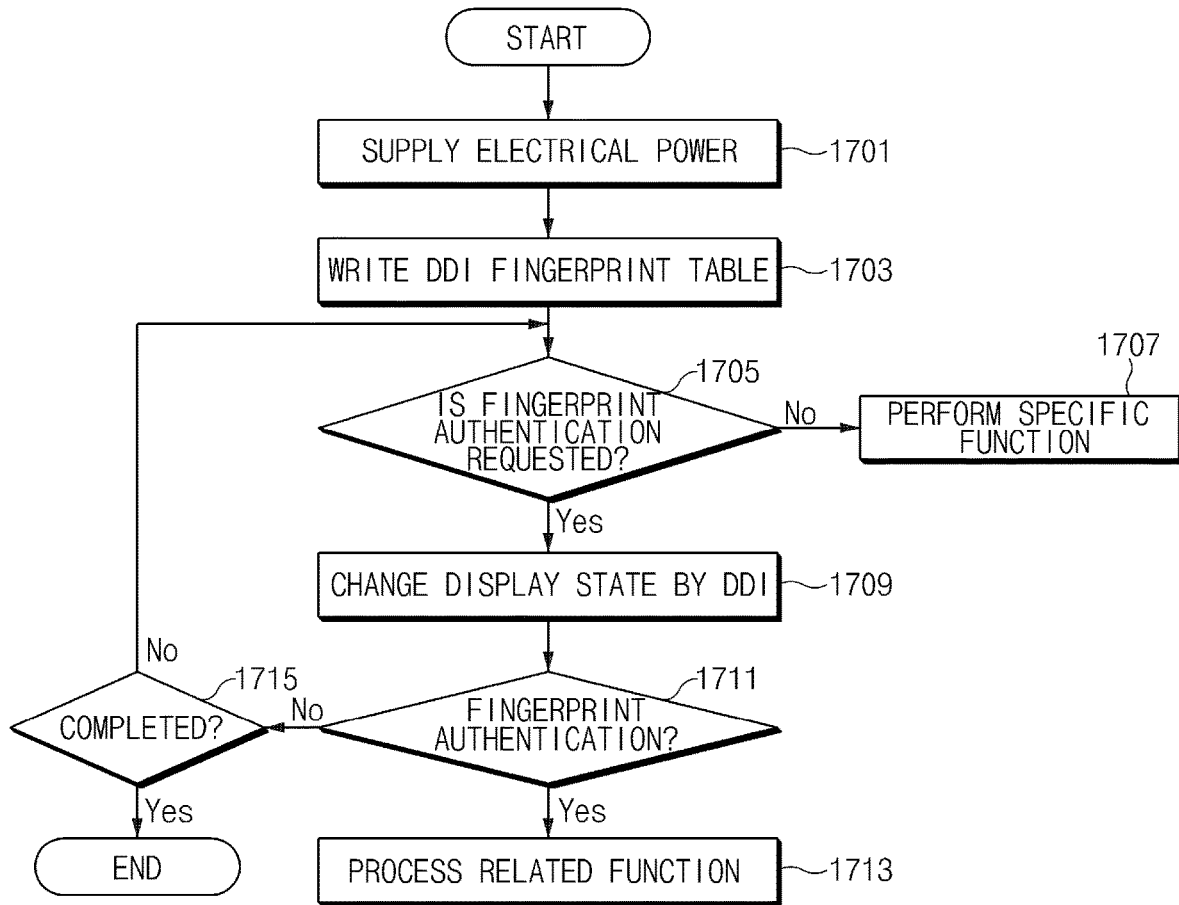 START
SUPPLY ELECTRICAL POWER
1701
WRITE DDI FINGERPRINT TABLE
1703
1705
IS FINGERPRINT
AUTHENTICATION
REQUESTED?
No
1707
PERFORM SPECIFIC
FUNCTION
Yes
CHANGE DISPLAY STATE BY DDI
1709
No
1715
COMPLETED?
No
1711
FINGERPRINT
AUTHENTICATION?
Yes
Yes
END
PROCESS RELATED FUNCTION
1713